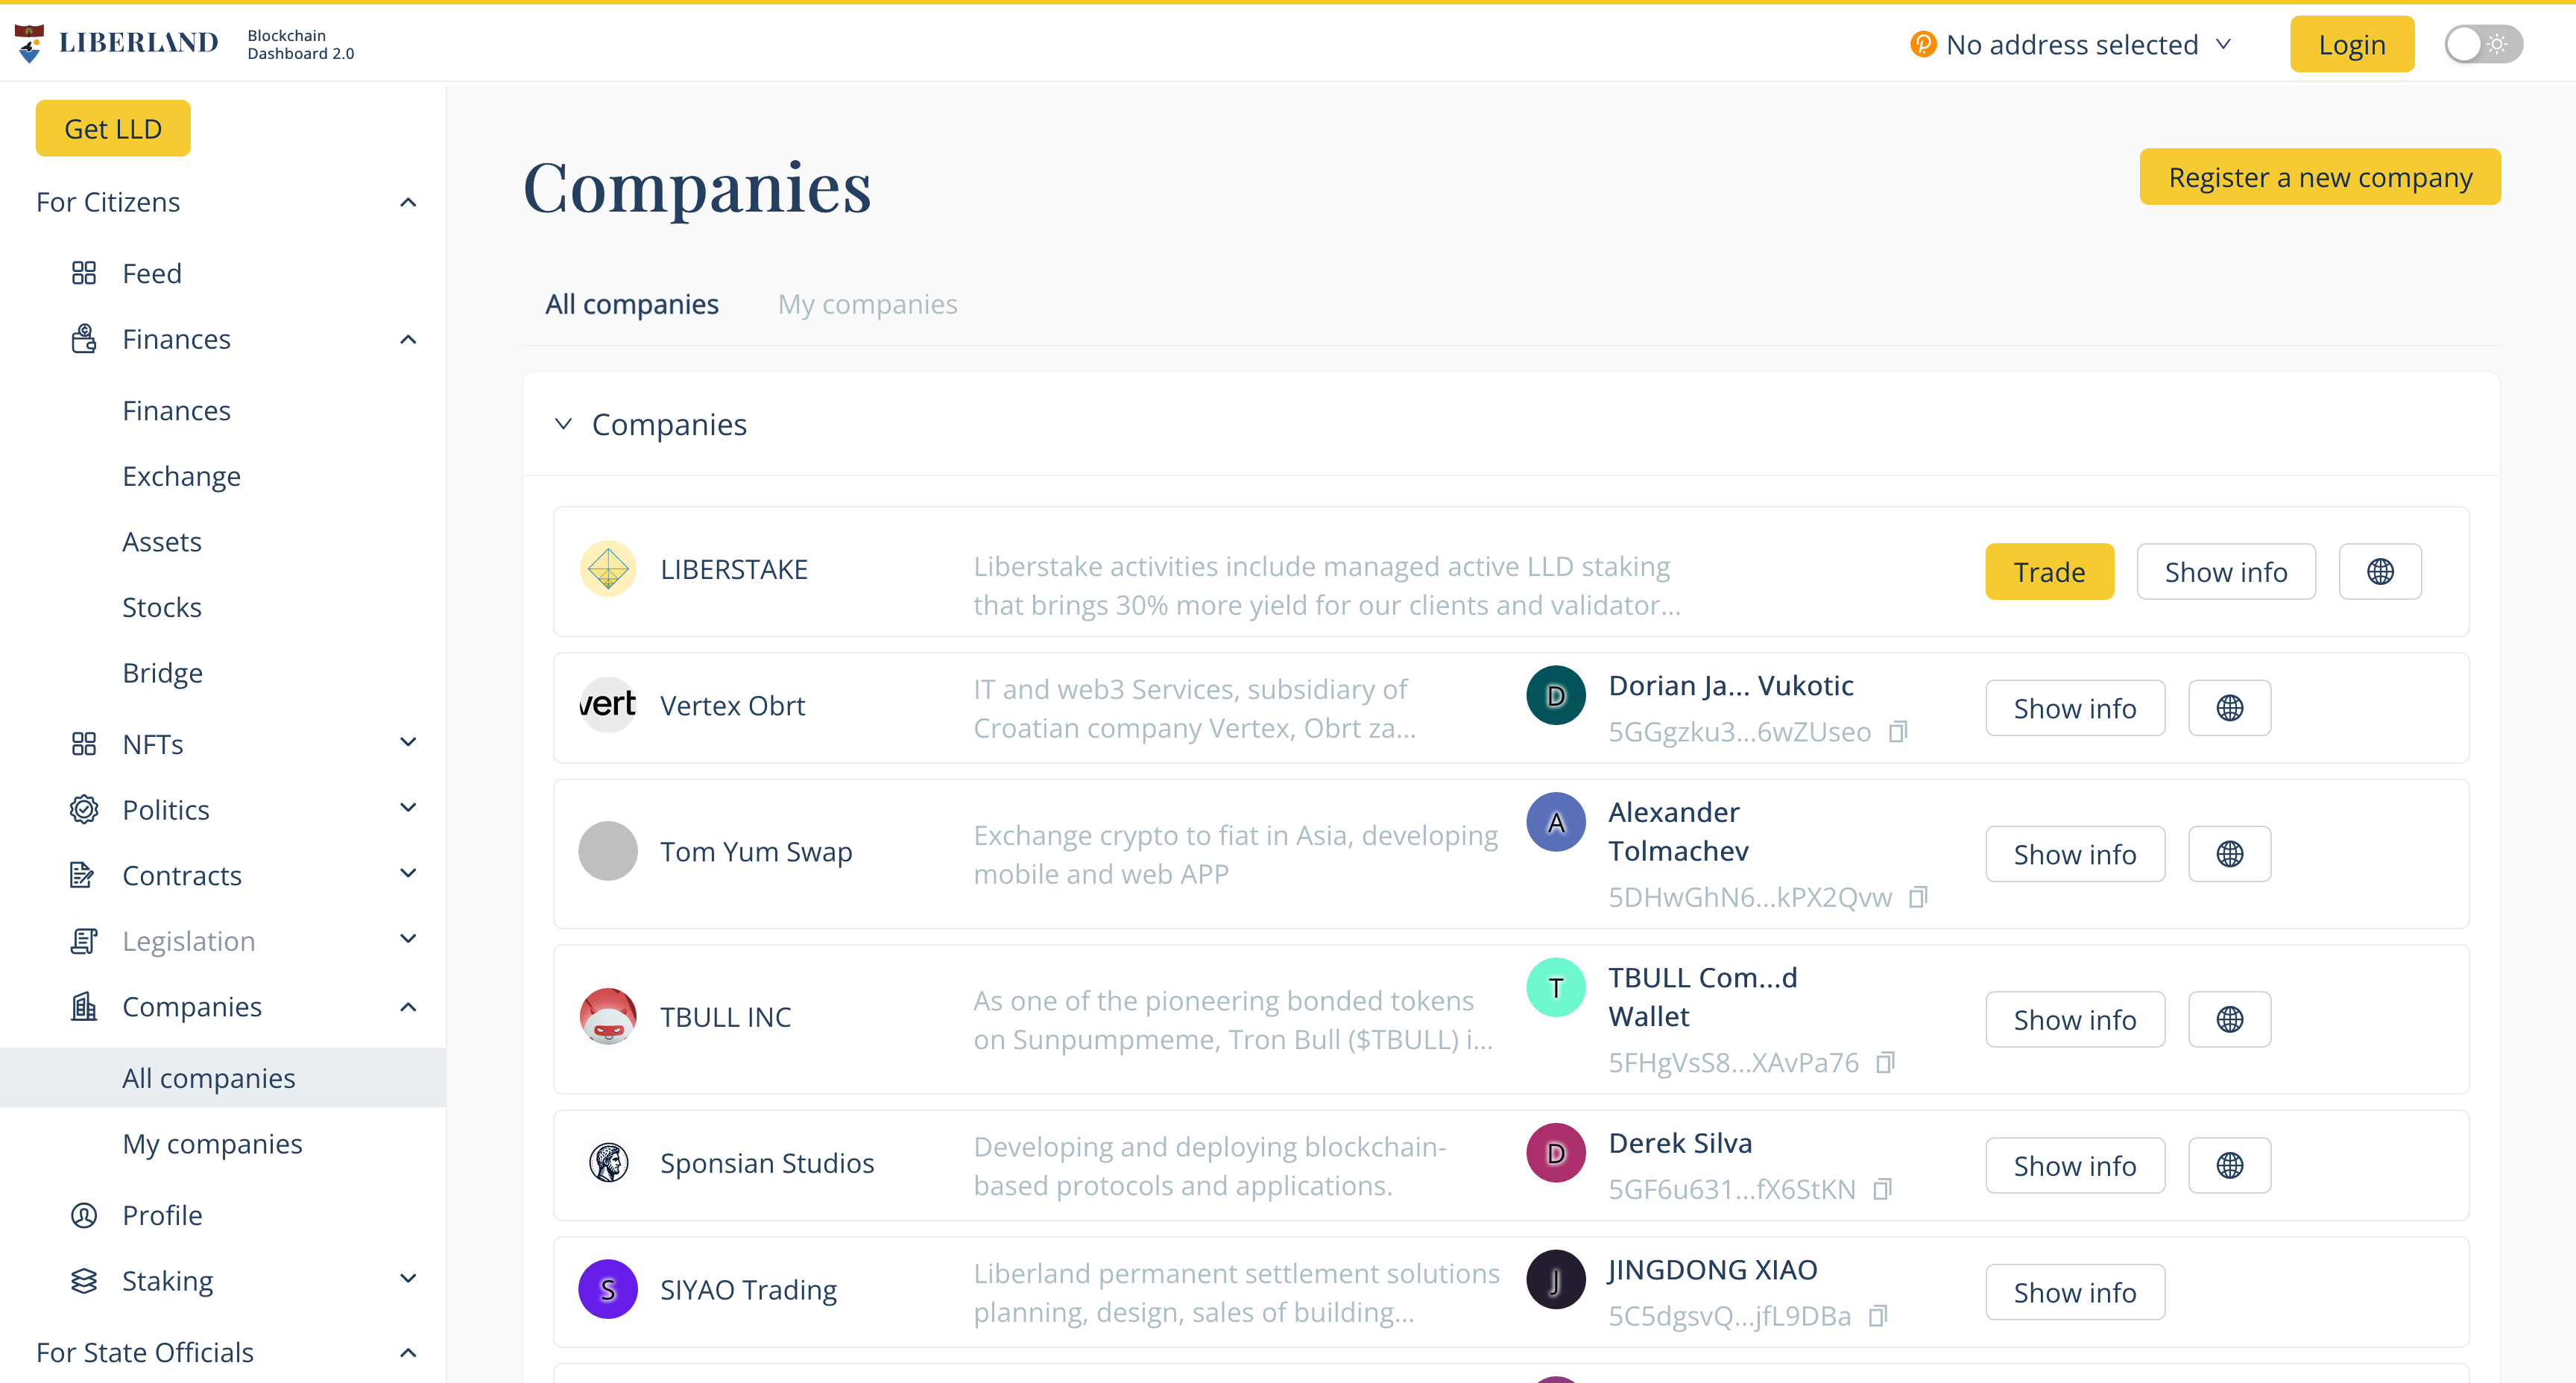 LIBERLAND
Blockchain
Dashboard 2.0
No address selected
Login
Get LLD
For Citizens
Feed
Finances
Finances
Exchange
Assets
Stocks
Bridge
NFTs
Politics
Contracts
Legislation
Companies
All companies
My companies
Profile
Staking
For State Officials
Companies
Register a new company
All companies
My companies
Companies
LIBERSTAKE
Liberstake activities include managed active LLD staking
that brings 30% more yield for our clients and validator...
Trade
Show info
vert
Vertex Obrt
IT and web3 Services, subsidiary of
Croatian company Vertex, Obrt za...
D
Dorian Ja... Vukotic
5GGgzku3...6wZUseo
Show info
Tom Yum Swap
Exchange crypto to fiat in Asia, developing
mobile and web APP
A
Alexander
Tolmachev
5DHwGhN6...kPX2Qvw
Show info
TBULL INC
As one of the pioneering bonded tokens
on Sunpumpmeme, Tron Bull ($TBULL) i...
T
TBULL Com...d
Wallet
5FHgVsS8...XAvPa76
Show info
Sponsian Studios
Developing and deploying blockchain-
based protocols and applications.
D
Derek Silva
5GF6u631...fX6StKN
Show info
S
SIYAO Trading
Liberland permanent settlement solutions
planning, design, sales of building...
J
JINGDONG XIAO
5C5dgsvQ...jfL9DBa
Show info